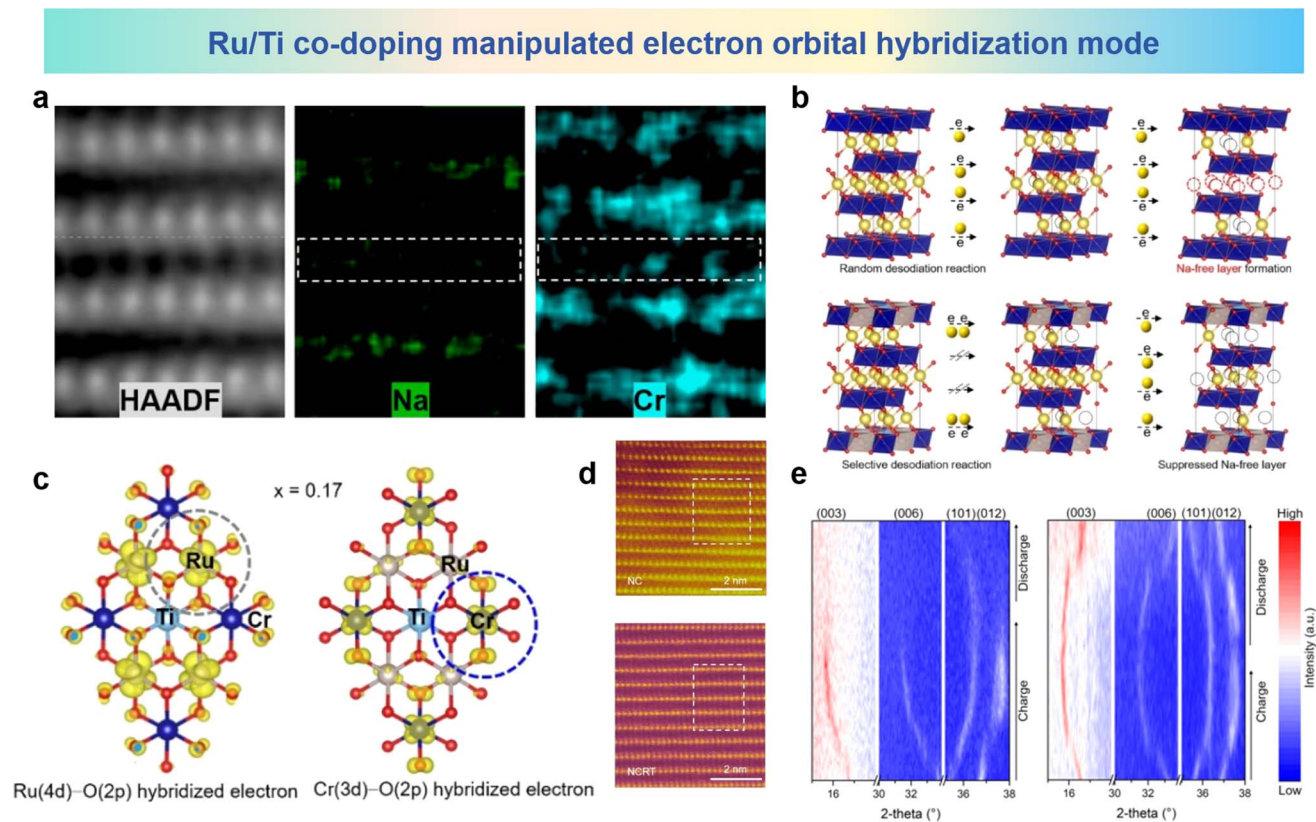 Ru/Ti co-doping manipulated electron orbital hybridization mode
a
HAADF
Na
Cr
b
e
e
e
e
e
e
e
e
Random desodiation reaction
Na-free layer formation
e e
e
e
e
e
e e
Selective desodiation reaction
Suppressed Na-free layer
c
x = 0.17
Ru
Ti
Cr
Ru
Ti
Cr
Ru(4d)–O(2p) hybridized electron
Cr(3d)–O(2p) hybridized electron
d
NC
2 nm
NCRT
2 nm
e
(003) (006) (101)(012)
Discharge
Charge
16 30 36 38
2-theta (°)
(003) (006) (101)(012)
Discharge
Charge
16 30 36 38
2-theta (°)
High
Intensity (a.u.)
Low